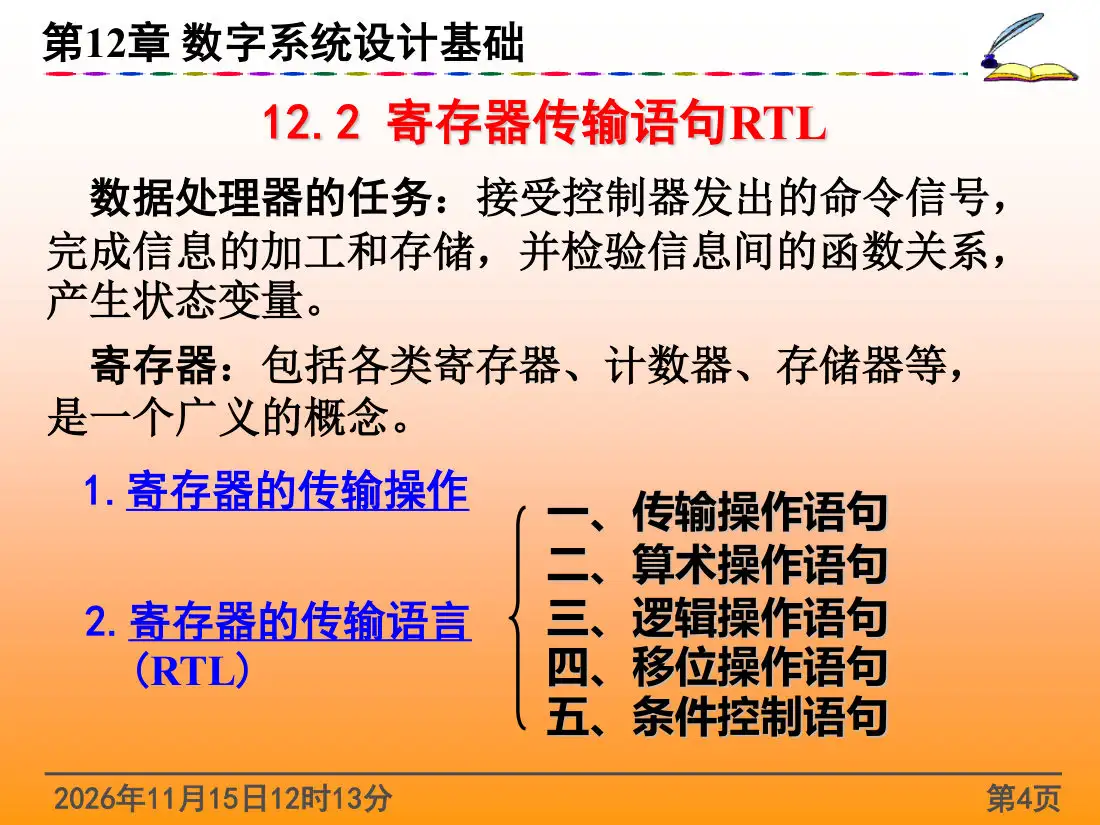 第12章 数字系统设计基础
12.2 寄存器传输语句RTL
数据处理器的任务：接受控制器发出的命令信号，
完成信息的加工和存储，并检验信息间的函数关系，
产生状态变量。
寄存器：包括各类寄存器、计数器、存储器等，
是一个广义的概念。
1.寄存器的传输操作
2.寄存器的传输语言
(RTL)
一、传输操作语句
二、算术操作语句
三、逻辑操作语句
四、移位操作语句
五、条件控制语句
2026年11月15日12时13分
第4页